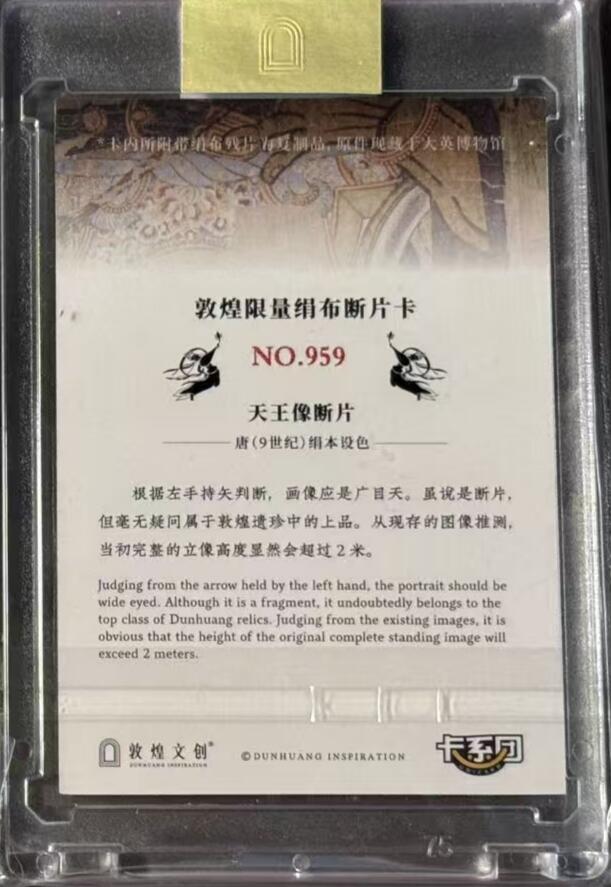 *卡内所附带绢布残片为复制品，原件现藏于大英博物馆
敦煌限量绢布断片卡
NO.959
天王像断片
唐(9世纪)绢本设色
根据左手持矢判断，画像应是广目天。虽说是断片，
但毫无疑问属于敦煌遗珍中的上品。从现存的图像推测，
当初完整的立像高度显然会超过2米。
Judging from the arrow held by the left hand, the portrait should be
wide eyed. Although it is a fragment, it undoubtedly belongs to the
top class of Dunhuang relics. Judging from the existing images, it is
obvious that the height of the original complete standing image will
exceed 2 meters.
敦煌文创®
DUNHUANG INSPIRATION
©DUNHUANG INSPIRATION
卡系团